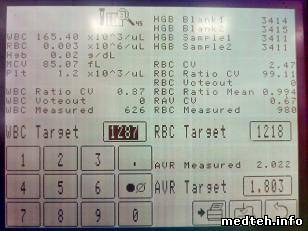 HGB Blank1 3414
HGB Blank2 3415
WBC 165.40 x10^3/uL HGB Sample1 3411
RBC 0.003 x10^6/uL HGB Sample2 3411
Hgb 0.02 g/dL
MCV 85.07 fL RBC CV 2.47
Plt 1.2 x10^3/uL RBC Ratio CV 99.11
RBC Voteout 0
WBC Ratio CV 0.87 RBC Ratio Mean 0.994
WBC Voteout 0 RAV CV 0.67
WBC Measured 626 RBC Measured 980
WBC Target 1287 RBC Target 1218
1 2 3 . AVR Measured 2.022
4 5 6 AVR Target 1.803
7 8 9 0
medteh.info